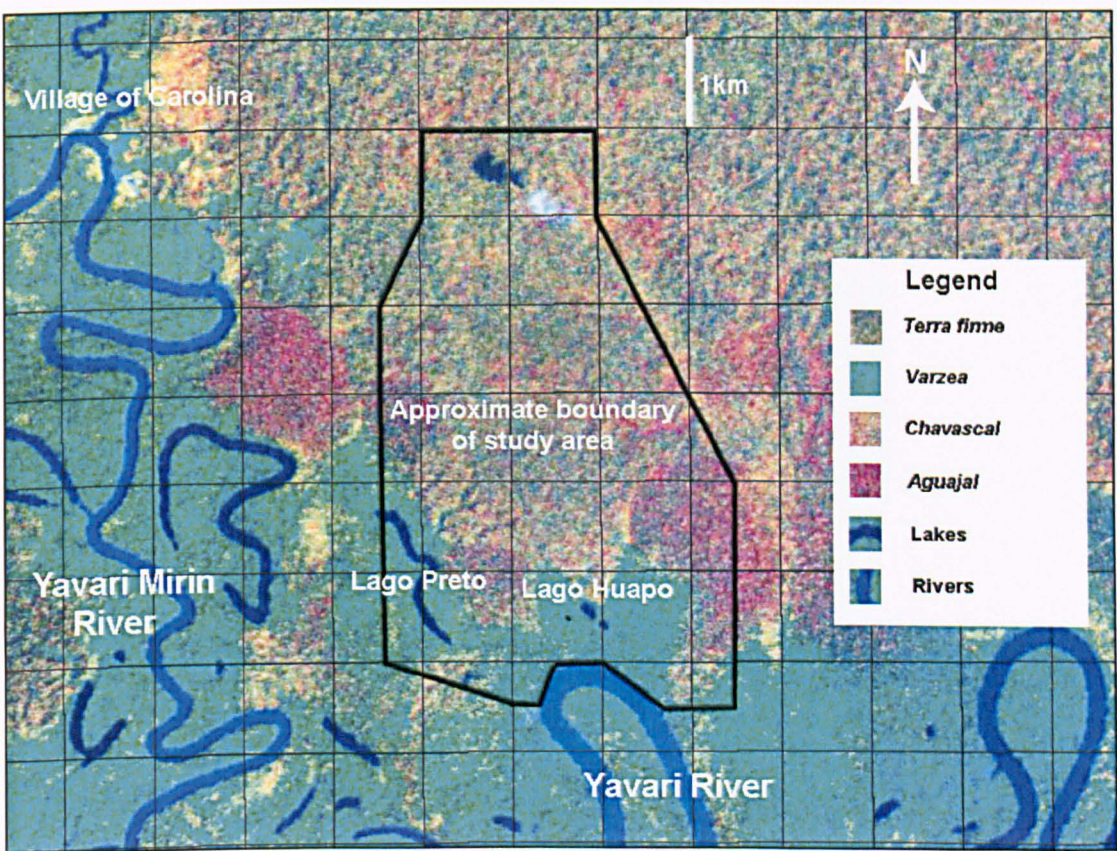 Village of Carolina
1km
N
Legend
Terra firme
Varzea
Chavascal
Aguajal
Lakes
Rivers
Approximate boundary
of study area
Lago Preto
Lago Huapo
Yavari Mirin
River
Yavari River